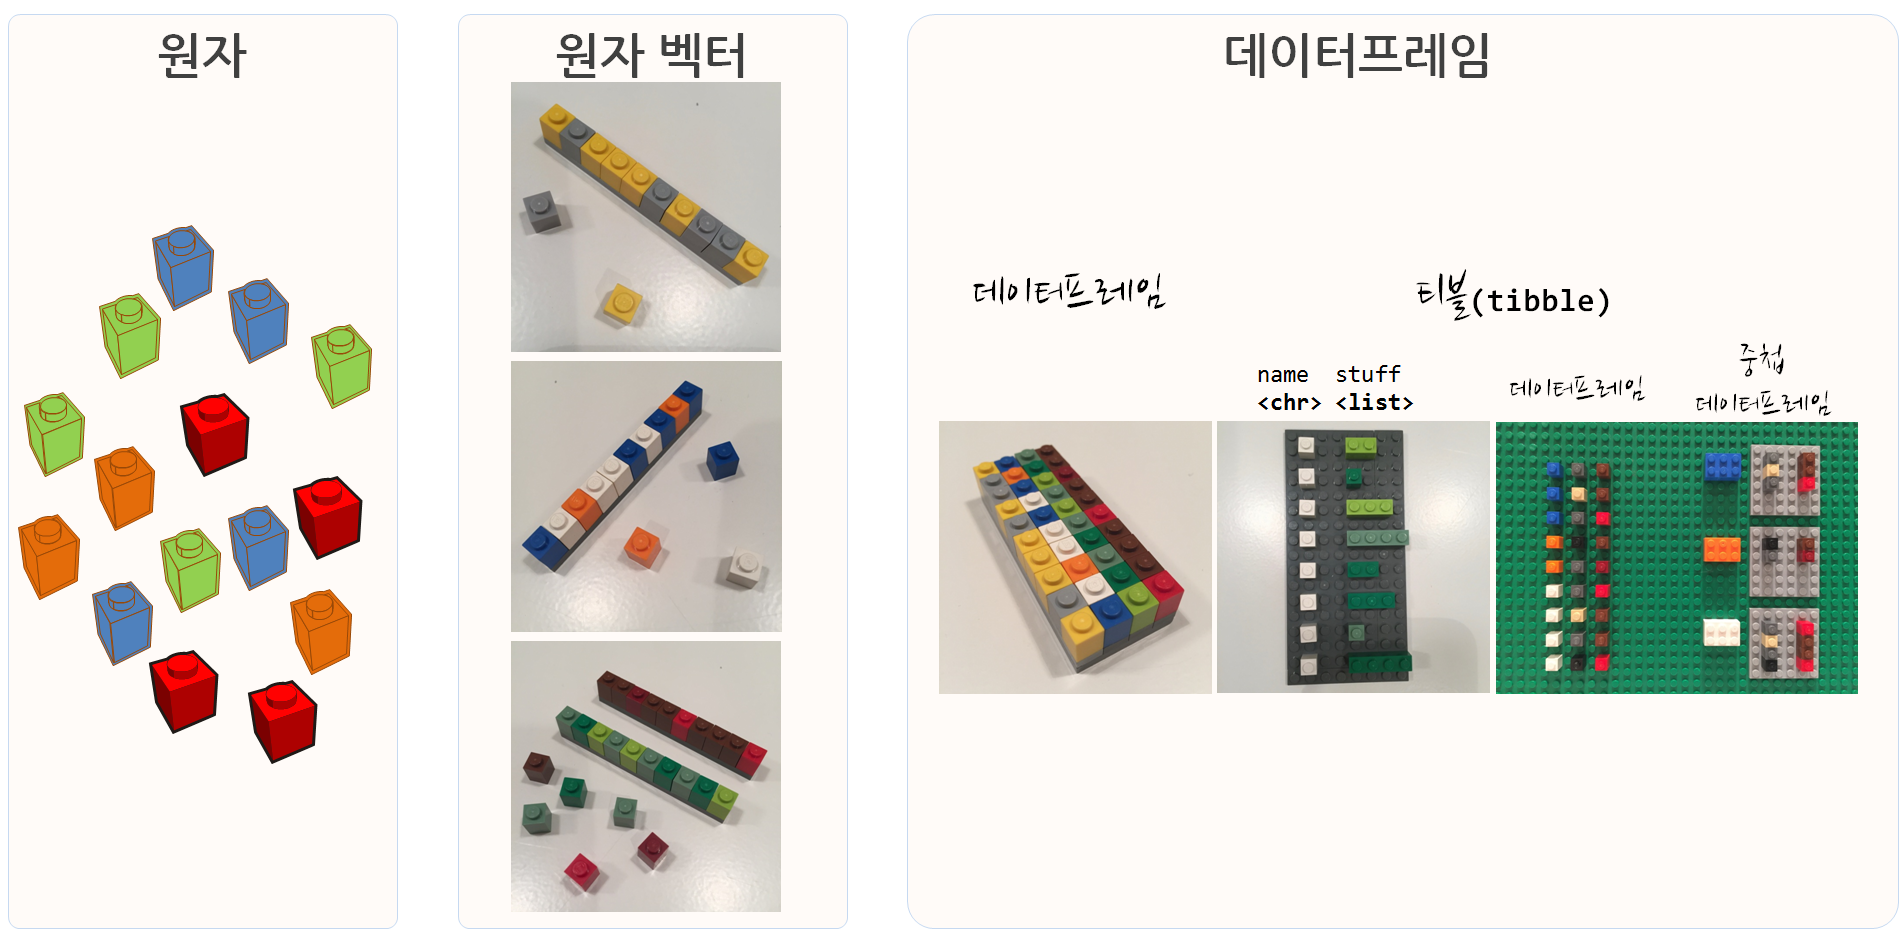 원자
원자 벡터
데이터프레임
데이터프레임
티블(tibble)
name stuff
<chr> <list>
데이터프레임
중첩
데이터프레임